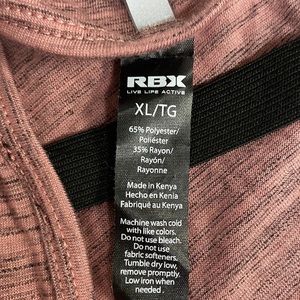 RBX
LIVE LIFE ACTIVE
XL/TG
65% Polyester/
Poliéster
35% Rayon/
Rayón/
Rayonne
Made in Kenya
Hecho en Kenia
Fabriqué au Kenya
Machine wash cold
with like colors.
Do not use bleach.
Do not use
fabric softeners.
Tumble dry low,
remove promptly.
Low iron when
needed .